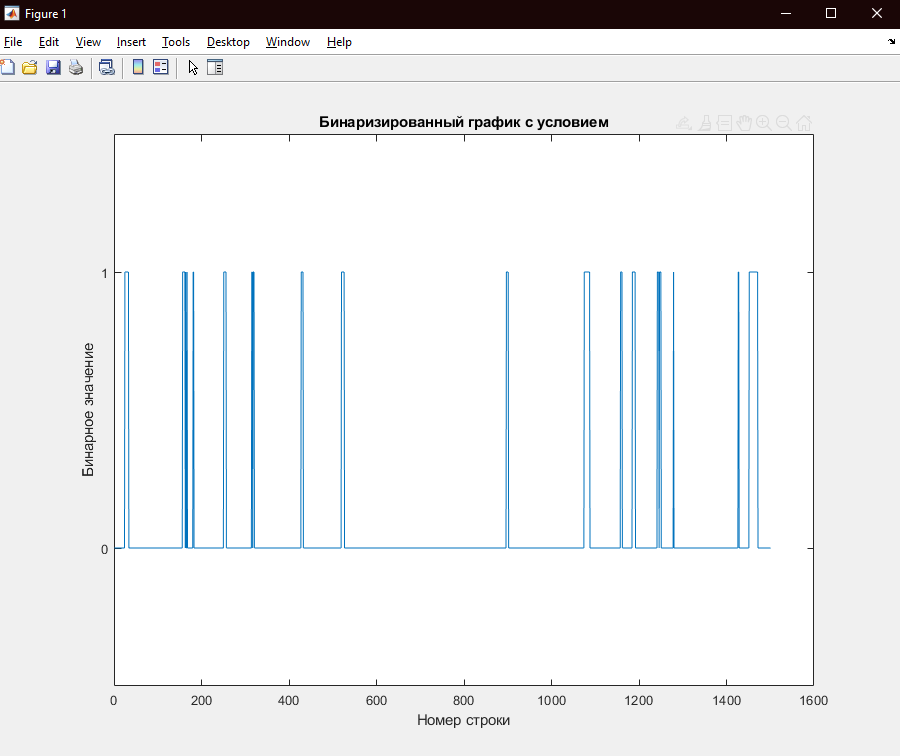 Figure 1
File Edit View Insert Tools Desktop Window Help
Бинаризированный график с условием
1
Бинарное значение
0
0 200 400 600 800 1000 1200 1400 1600
Номер строки